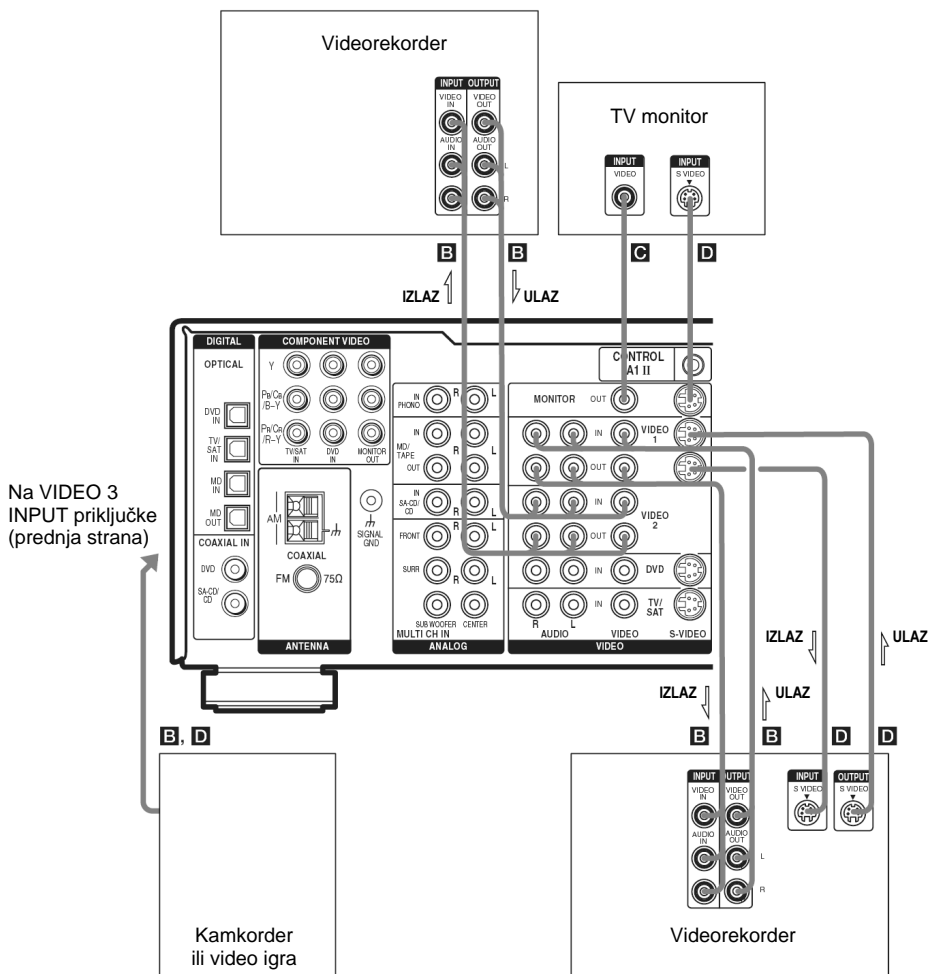 Videorekorder
INPUT OUTPUT
VIDEO IN
VIDEO OUT
AUDIO IN
AUDIO OUT
L
R
TV monitor
INPUT
VIDEO
INPUT
S VIDEO
B
B
C
D
IZLAZ
ULAZ
DIGITAL
OPTICAL
DVD IN
TV/ SAT IN
MD IN
MD OUT
COAXIAL IN
DVD
SA-CD/ CD
COMPONENT VIDEO
Y
PB/CB /B–Y
PR/CR /R–Y
TV/SAT IN
DVD IN
MONITOR OUT
AM
SIGNAL GND
COAXIAL
FM
75Ω
ANTENNA
IN PHONO
R
L
IN
MD/ TAPE
OUT
R
L
IN
SA-CD/ CD
R
L
FRONT
R
L
SURR
R
L
SUB WOOFER
CENTER
MULTI CH IN
ANALOG
CONTROL A1 II
MONITOR
OUT
IN
VIDEO 1
OUT
IN
VIDEO 2
OUT
IN
DVD
IN
TV/ SAT
R
L
AUDIO
VIDEO
S-VIDEO
VIDEO
Na VIDEO 3
INPUT priključke
(prednja strana)
IZLAZ
ULAZ
IZLAZ
ULAZ
B, D
B
B
D
D
Kamkorder
ili video igra
INPUT OUTPUT
VIDEO IN
VIDEO OUT
AUDIO IN
AUDIO OUT
L
R
INPUT
S VIDEO
OUTPUT
S VIDEO
Videorekorder